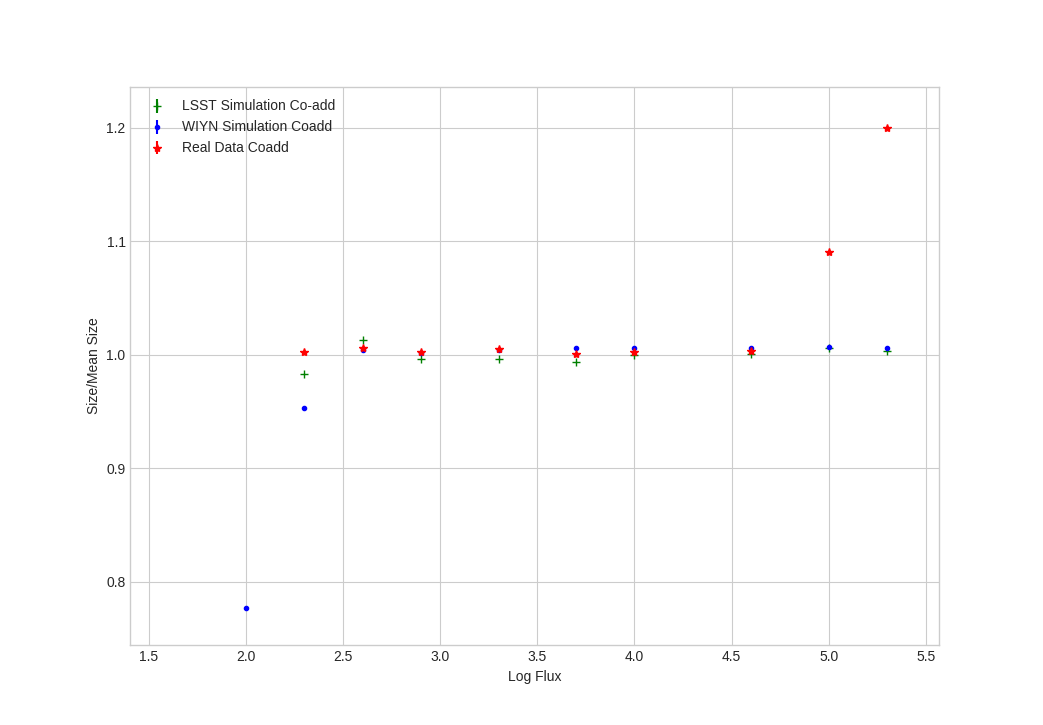 LSST Simulation Co-add
WIYN Simulation Coadd
Real Data Coadd
1.2
1.1
1.0
0.9
0.8
Size/Mean Size
1.5 2.0 2.5 3.0 3.5 4.0 4.5 5.0 5.5
Log Flux